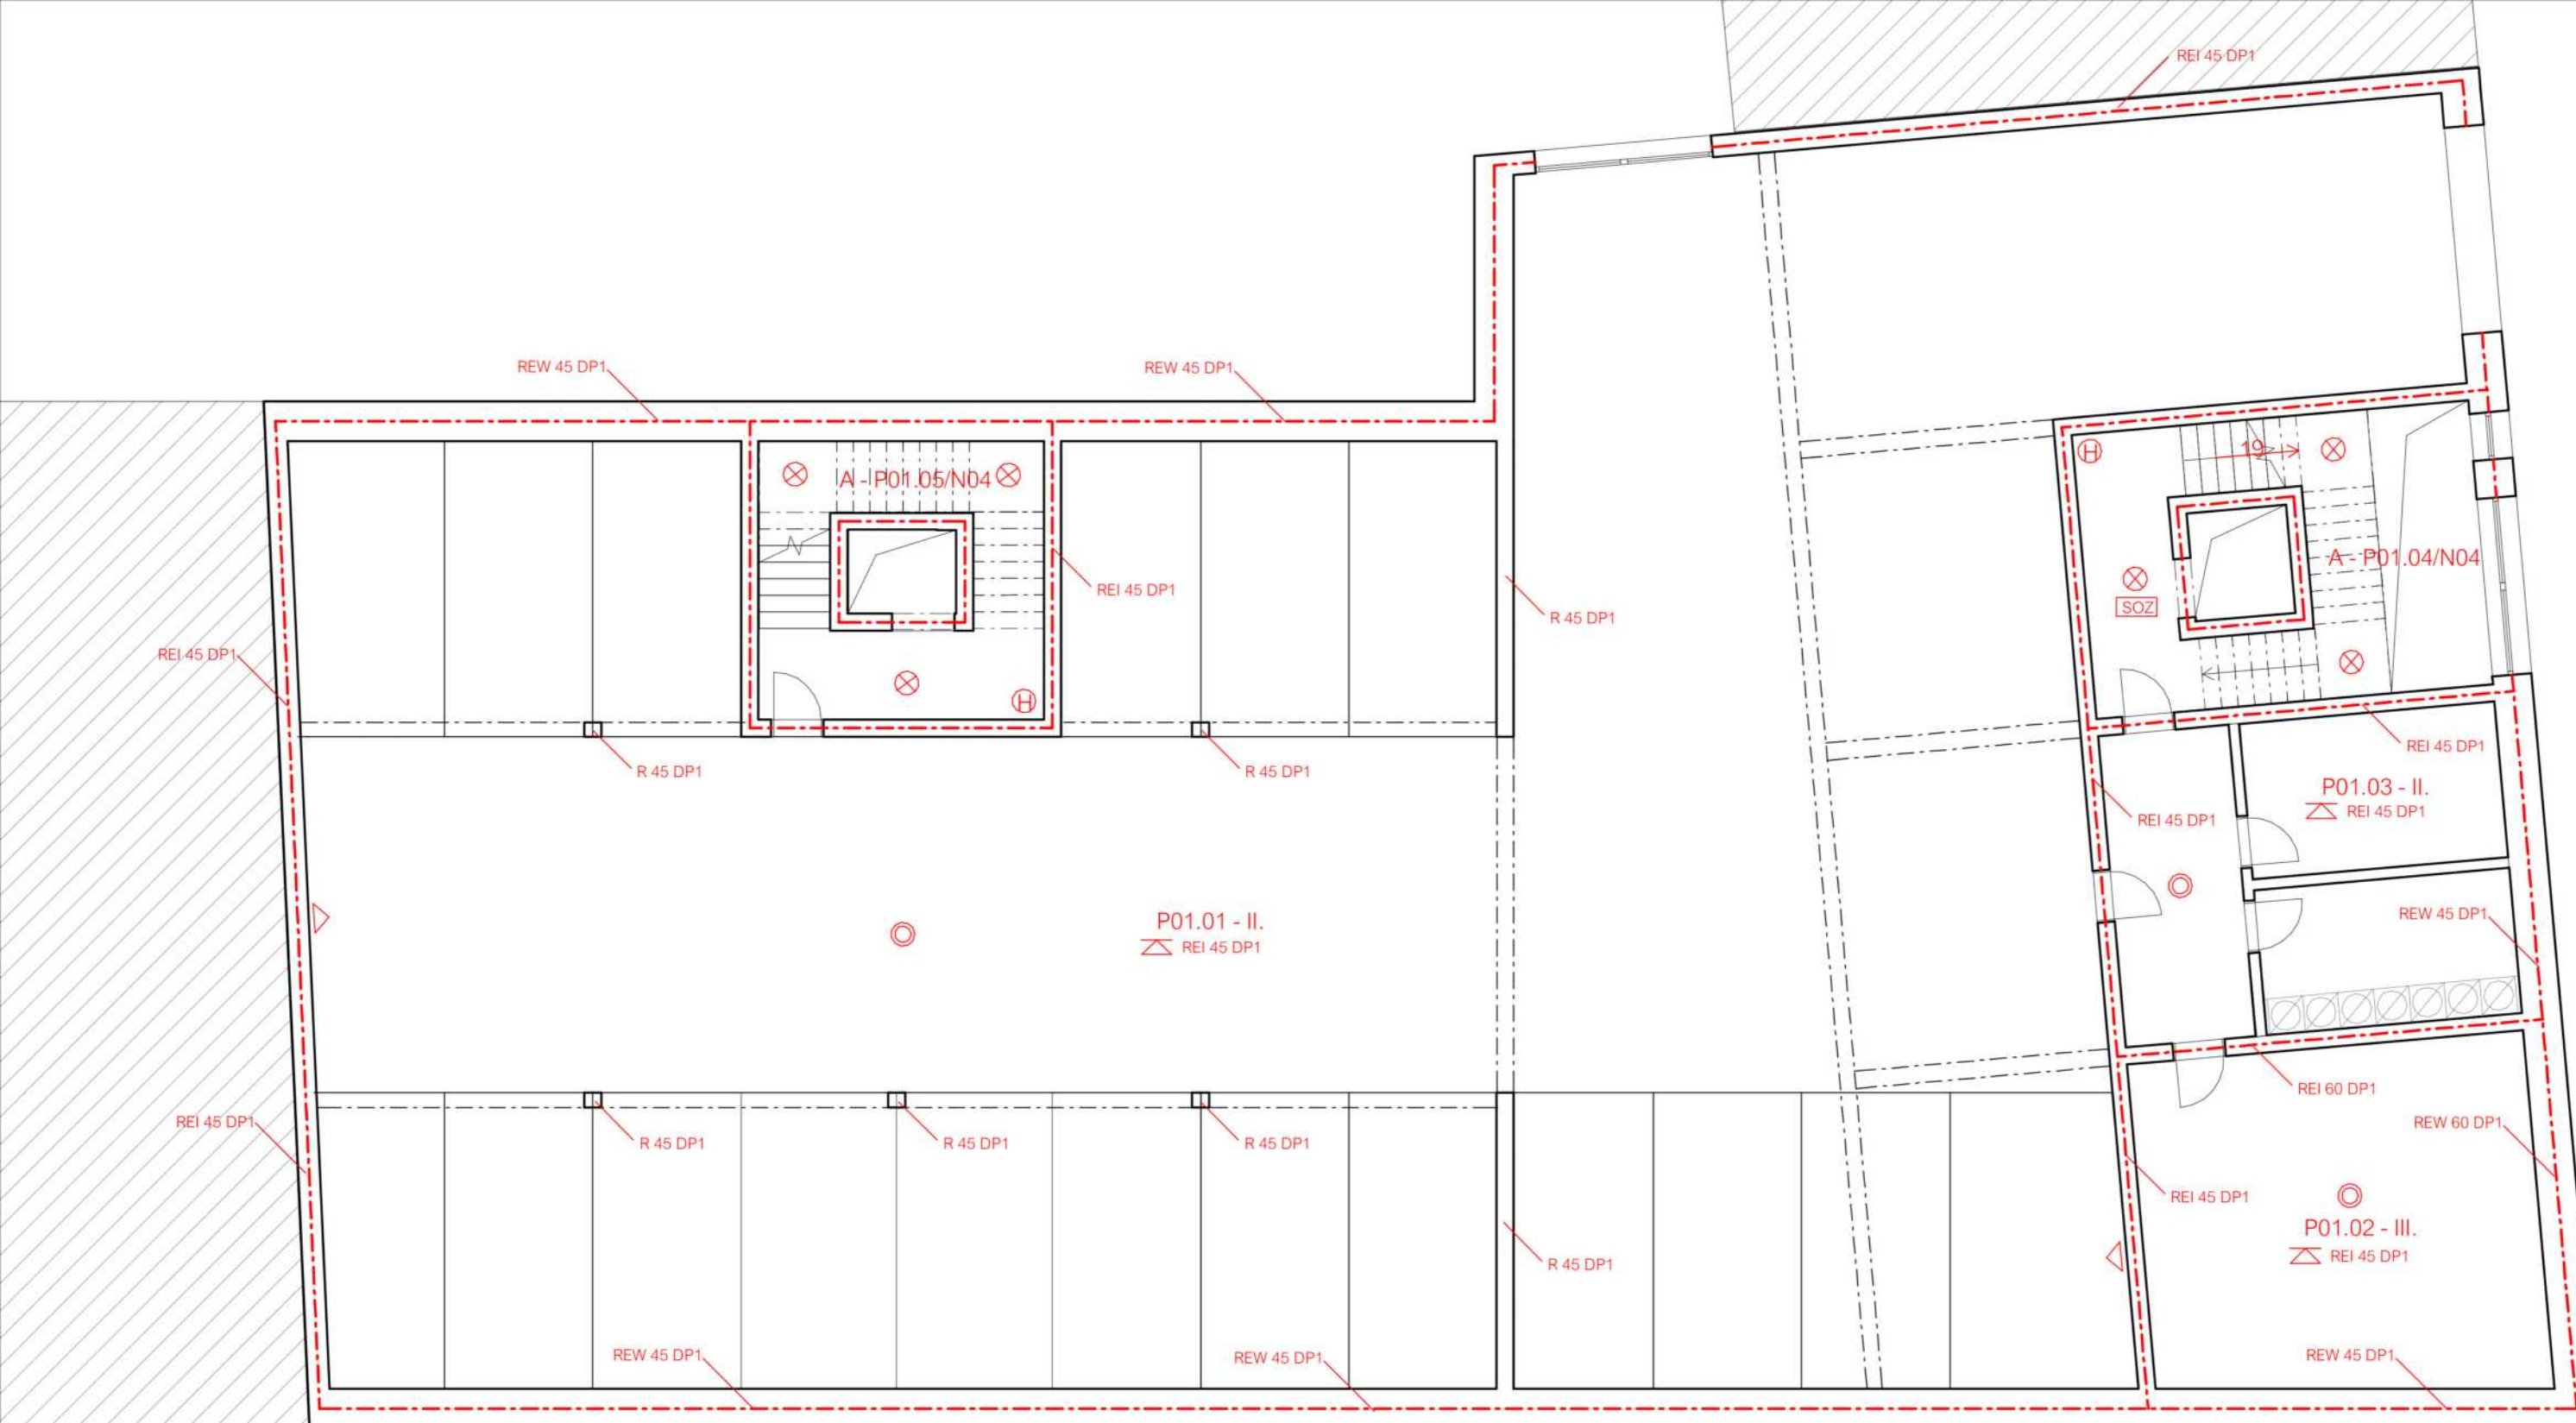 REI 45 DP1
REW 45 DP1
REW 45 DP1
19
H
A - P01.05/N04
A - P01.04/N04
REI 45 DP1
SOZ
R 45 DP1
REI 45 DP1
H
REI 45 DP1
R 45 DP1
R 45 DP1
P01.03 - II.
REI 45 DP1
REI 45 DP1
REW 45 DP1
P01.01 - II.
REI 45 DP1
REI 60 DP1
REI 45 DP1
REW 60 DP1
R 45 DP1
R 45 DP1
R 45 DP1
REI 45 DP1
P01.02 - III.
REI 45 DP1
R 45 DP1
REW 45 DP1
REW 45 DP1
REW 45 DP1